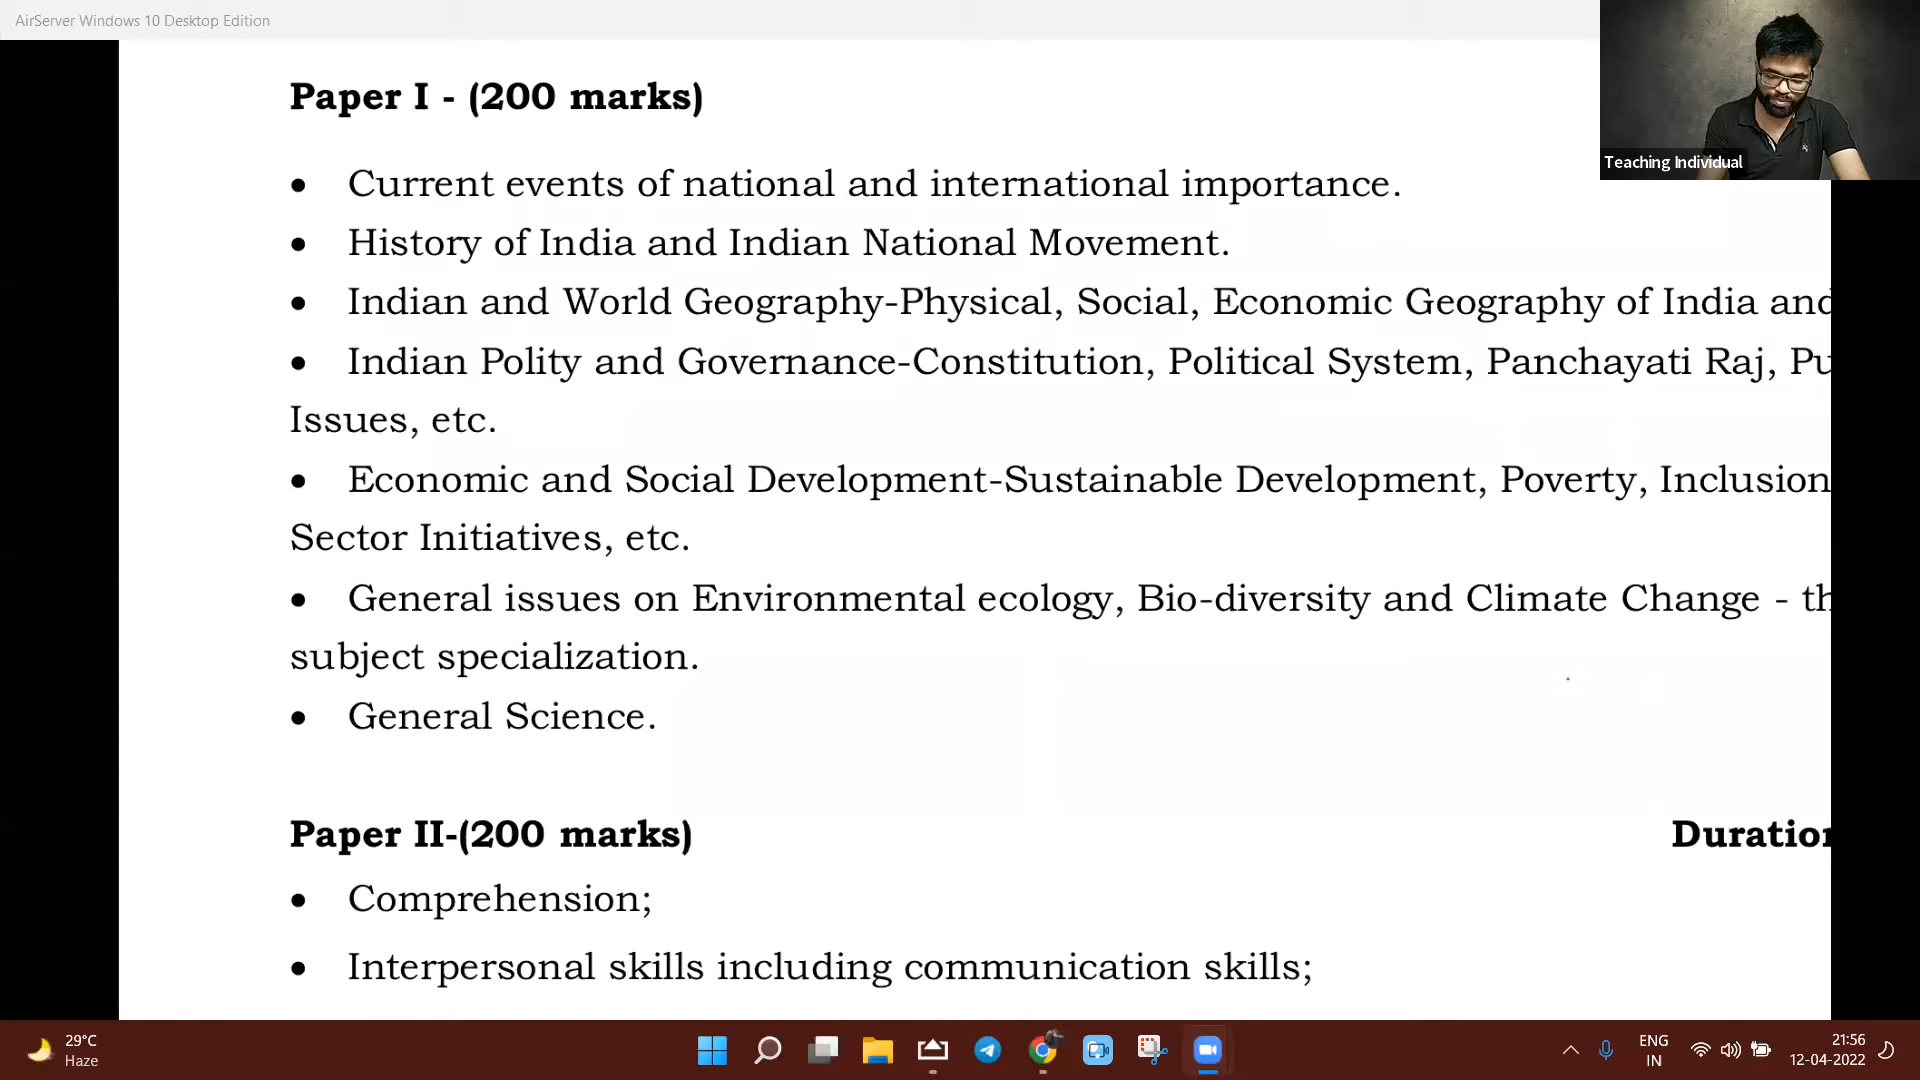 AirServer Windows 10 Desktop Edition
Paper I - (200 marks)
Teaching Individual
• Current events of national and international importance.
• History of India and Indian National Movement.
• Indian and World Geography-Physical, Social, Economic Geography of India and
• Indian Polity and Governance-Constitution, Political System, Panchayati Raj, Pu
Issues, etc.
• Economic and Social Development-Sustainable Development, Poverty, Inclusion
Sector Initiatives, etc.
• General issues on Environmental ecology, Bio-diversity and Climate Change - th
subject specialization.
• General Science.
Paper II-(200 marks) Duration
• Comprehension;
• Interpersonal skills including communication skills;
29°C
Haze
ENG
IN
21:56
12-04-2022